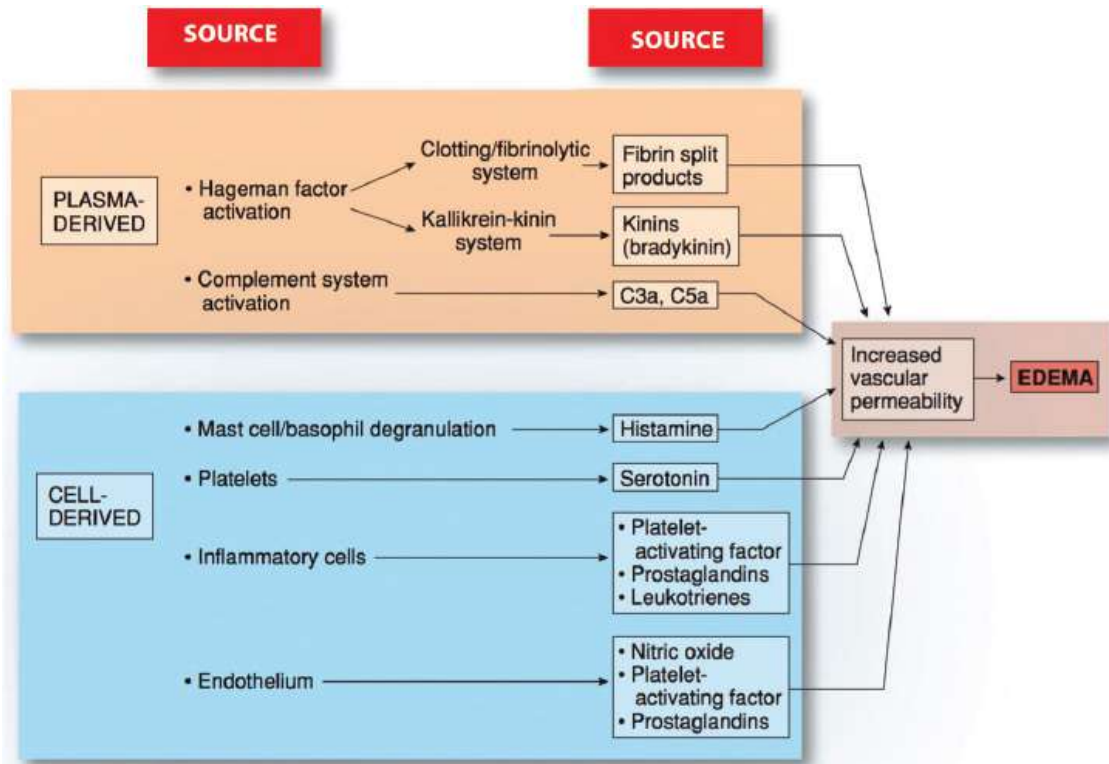 SOURCE
SOURCE
PLASMA-
DERIVED
• Hageman factor
activation
Clotting/fibrinolytic
system
Fibrin split
products
Kallikrein-kinin
system
Kinins
(bradykinin)
• Complement system
activation
C3a, C5a
Increased
vascular
permeability
EDEMA
CELL-
DERIVED
• Mast cell/basophil degranulation
Histamine
• Platelets
Serotonin
• Inflammatory cells
• Platelet-
activating factor
• Prostaglandins
• Leukotrienes
• Endothelium
• Nitric oxide
• Platelet-
activating factor
• Prostaglandins